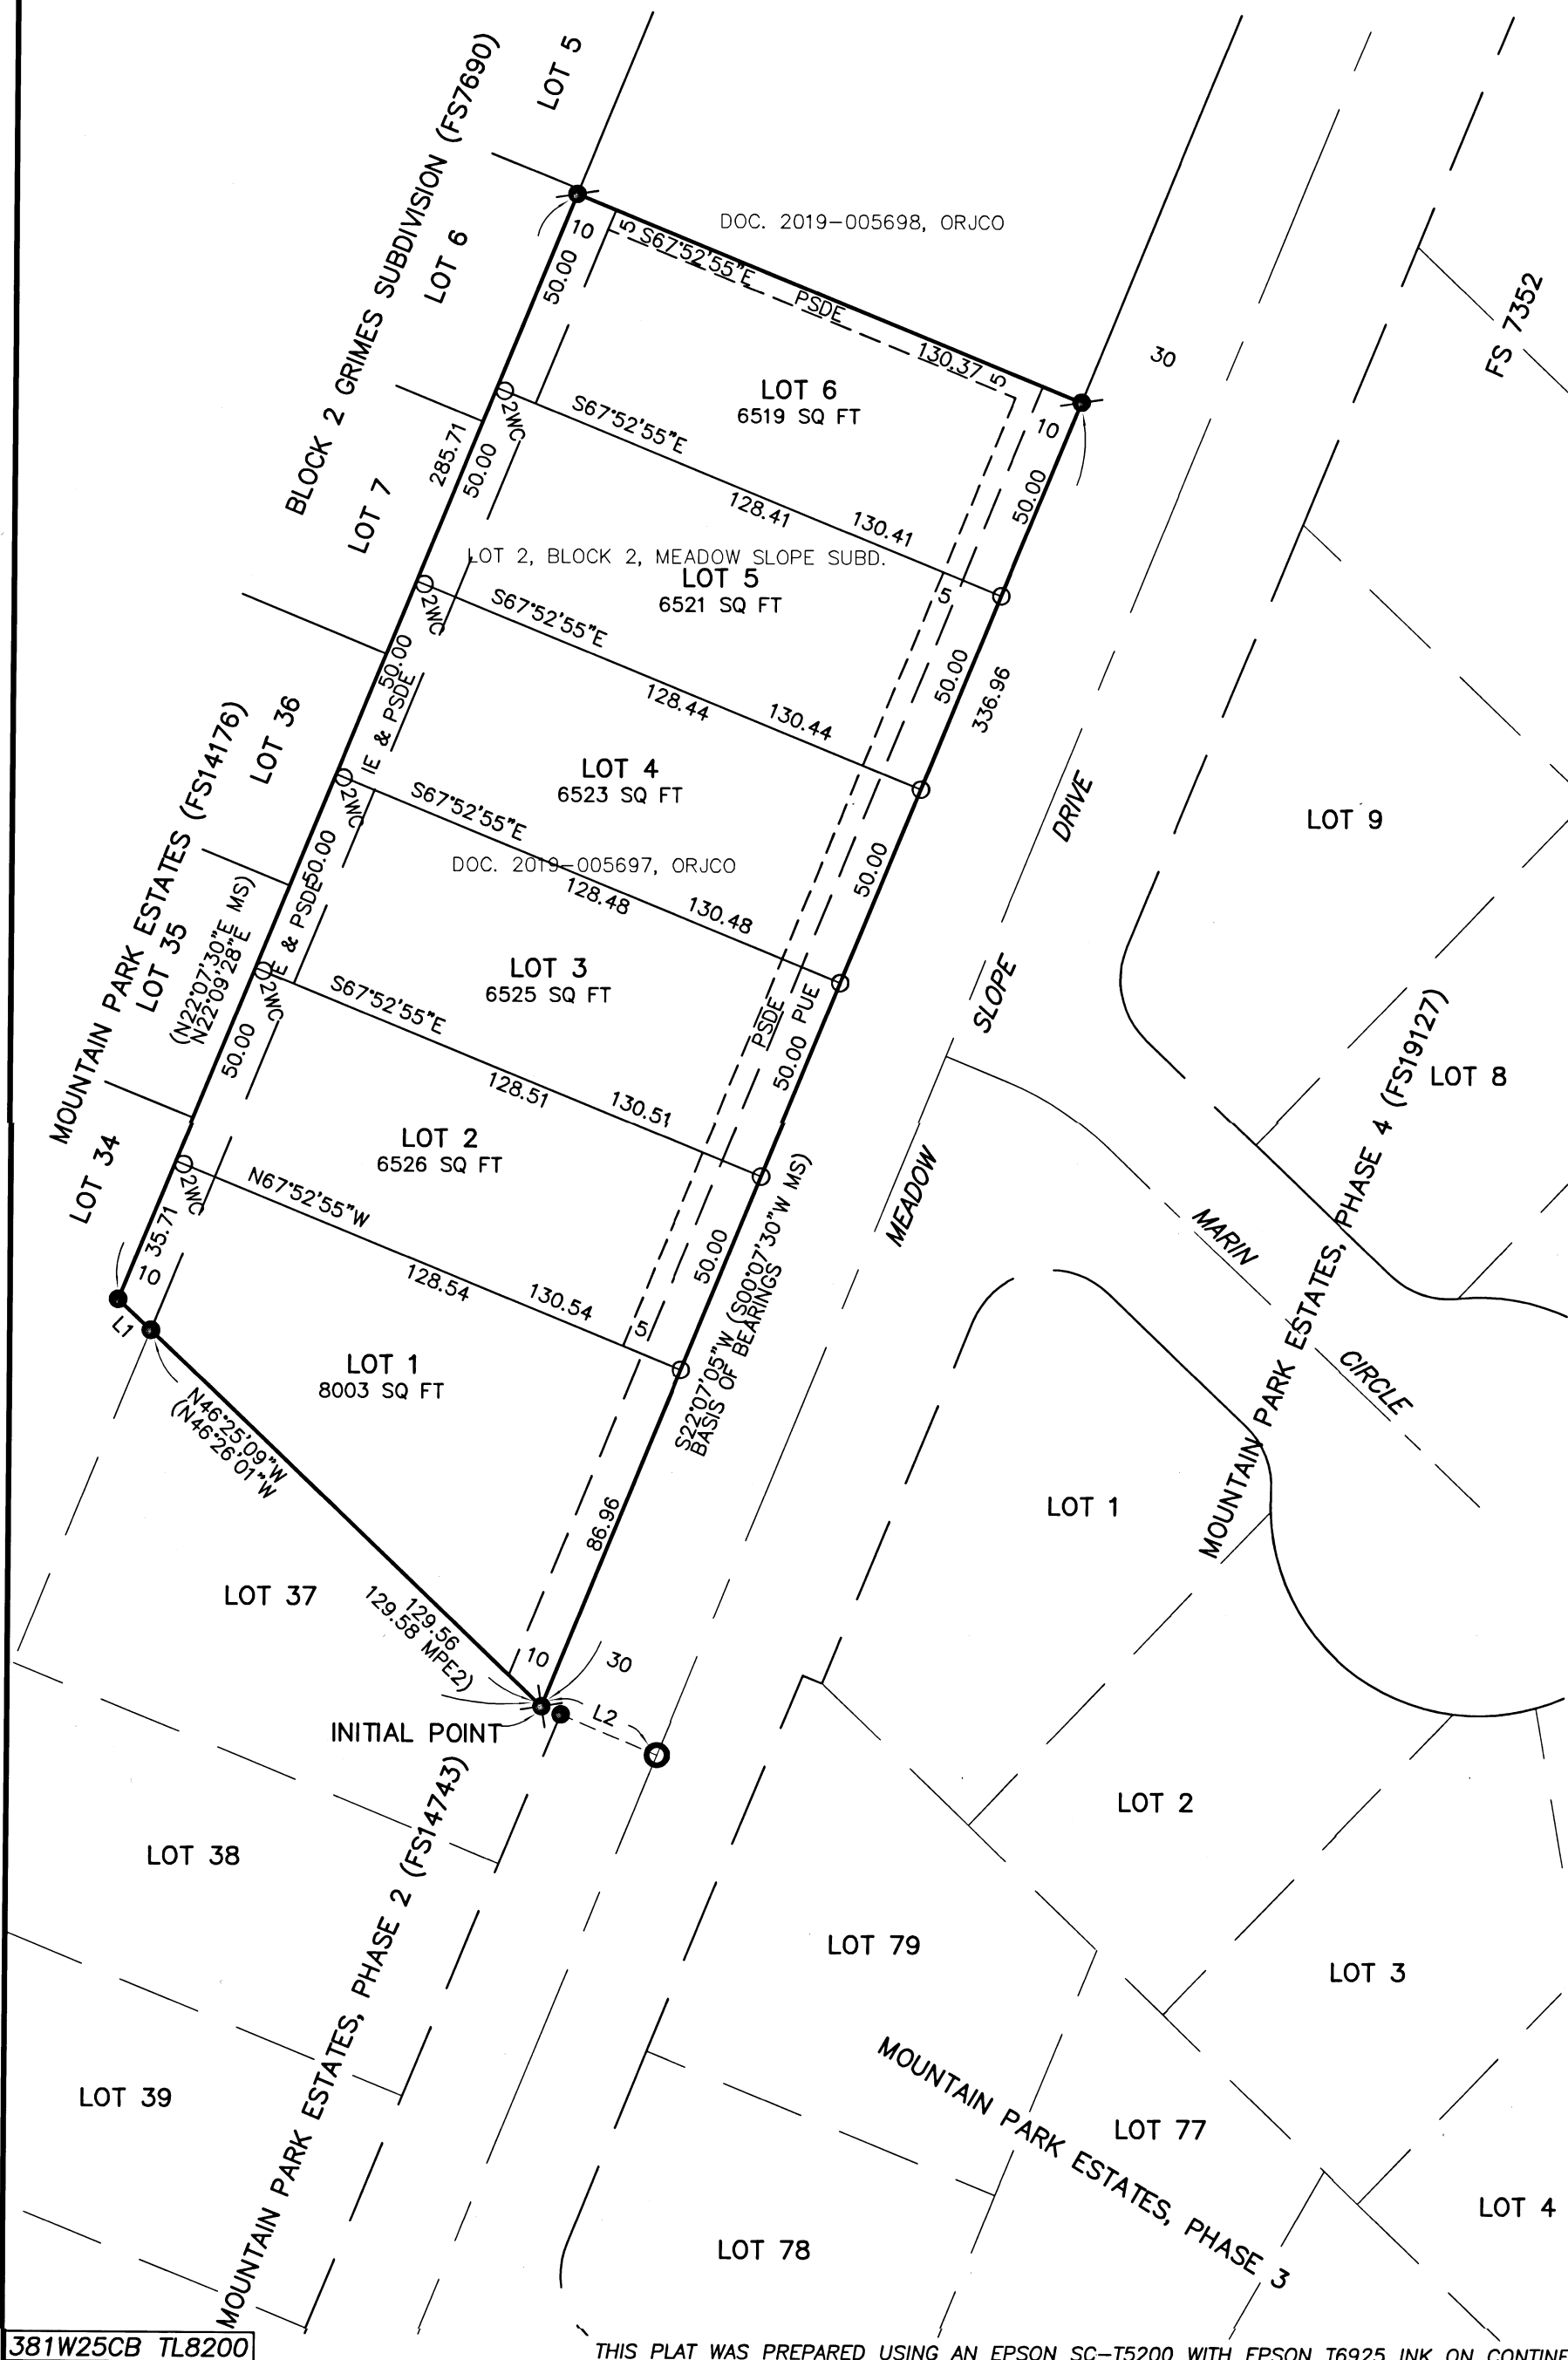 LOT 5
BLOCK 2 GRIMES SUBDIVISION (FS7690)
LOT 6
10
5
S67°52'55"E
PSDE
130.37
5
DOC. 2019-005698, ORJCO
50.00
LOT 6
6519 SQ FT
10
30
FS 7352
50.00
2WC
S67°52'55"E
128.41
130.41
285.71
50.00
LOT 7
LOT 2, BLOCK 2, MEADOW SLOPE SUBD.
LOT 5
6521 SQ FT
5
2WC
S67°52'55"E
128.44
130.44
50.00
336.96
50.00
IE & PSDE
LOT 36
MOUNTAIN PARK ESTATES (FS14176)
LOT 4
6523 SQ FT
DRIVE
LOT 9
2WC
S67°52'55"E
128.48
130.48
50.00
DOC. 2019-005697, ORJCO
50.00
IE & PSDE
LOT 35
(N22°07'30"E MS)
N22°09'28"E
LOT 3
6525 SQ FT
SLOPE
2WC
S67°52'55"E
128.51
130.51
PSDE
50.00 PUE
50.00
LOT 8
MOUNTAIN PARK ESTATES, PHASE 4 (FS19127)
LOT 34
LOT 2
6526 SQ FT
MEADOW
MARIN
CIRCLE
2WC
N67°52'55"W
128.54
130.54
5
50.00
S22°07'05"W (S00°07'30"W MS)
BASIS OF BEARINGS
35.71
10
L1
LOT 1
8003 SQ FT
N46°25'09"W
(N46°26'01"W
129.56
129.58 MPE2)
86.96
LOT 1
LOT 37
10
30
L2
INITIAL POINT
MOUNTAIN PARK ESTATES, PHASE 2 (FS14743)
LOT 2
LOT 38
LOT 79
LOT 3
LOT 39
MOUNTAIN PARK ESTATES, PHASE 3
LOT 77
LOT 4
LOT 78
381W25CB TL8200
THIS PLAT WAS PREPARED USING AN EPSON SC-T5200 WITH EPSON T6925 INK ON CONTINE